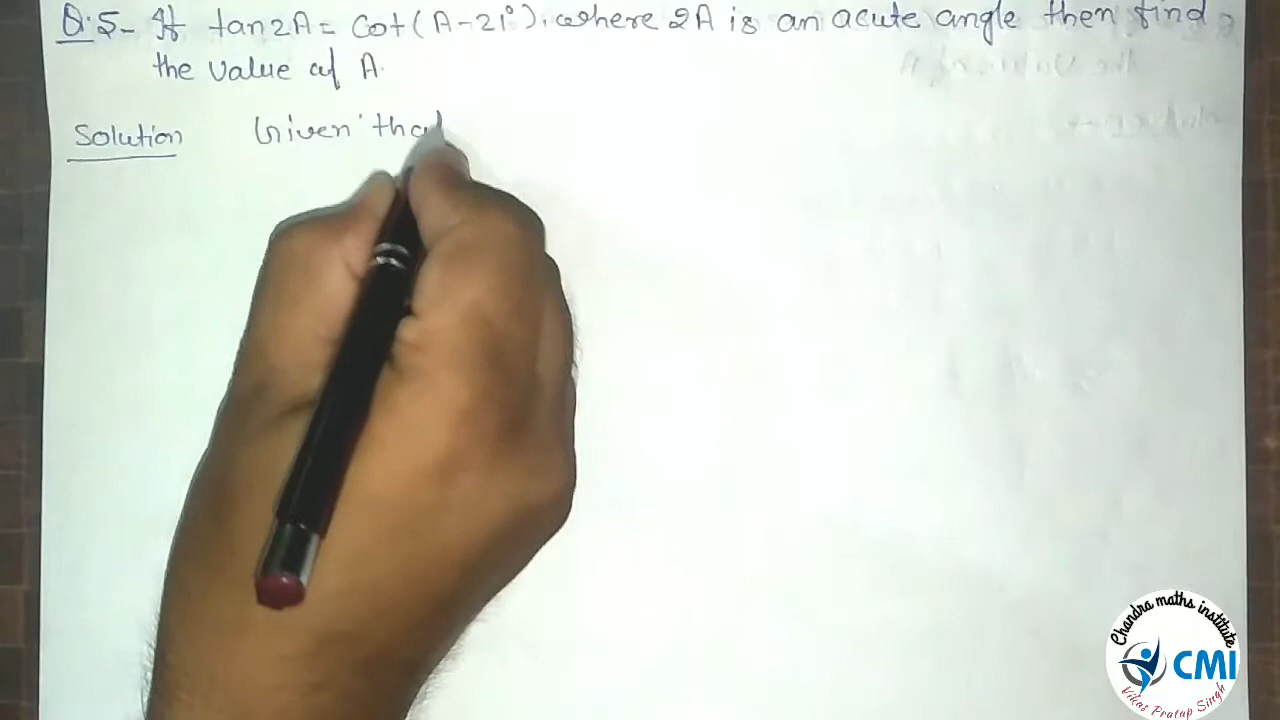 Q.5- If tan2A = cot(A-21°), where 2A is an acute angle then find
the value of A.
Solution Given that
Chandra maths institute
CMI
Vikas Pratap Singh